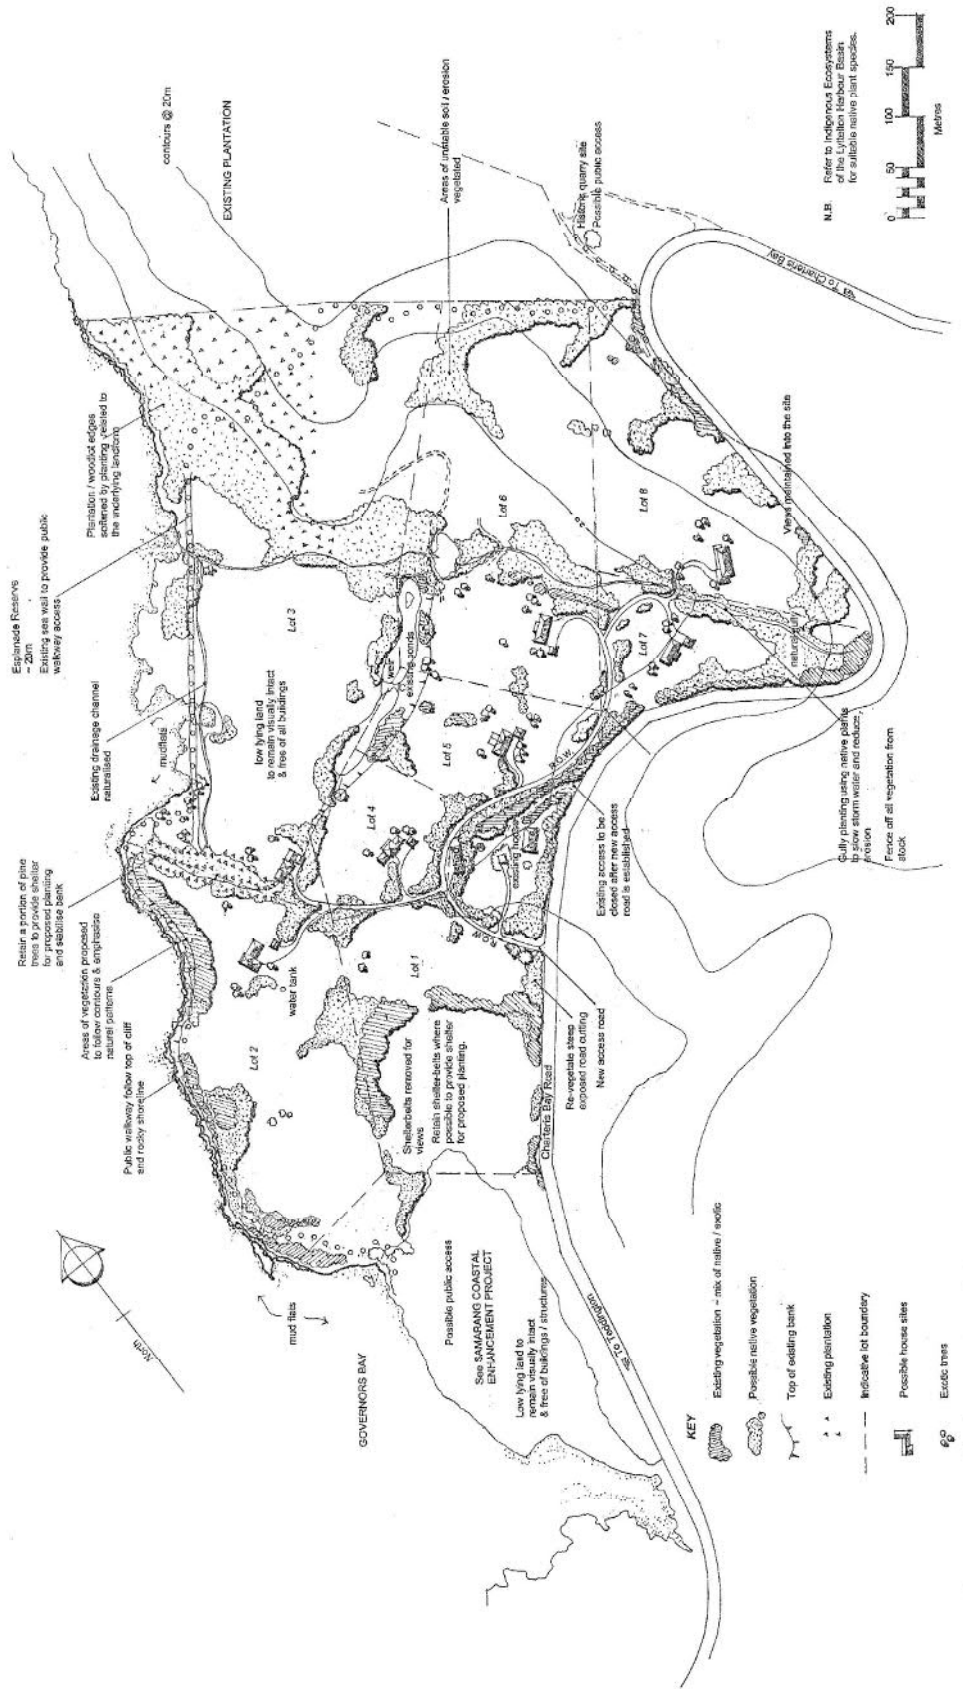 Esplanade Reserve
– 20m
Existing sea wall to provide public
walkway access
Plantation / woodlot edges
softened by planting related to
the underlying landform
contours @ 20m
EXISTING PLANTATION
Areas of unstable soil / erosion
vegetated
Historic quarry site
Possible public access
Existing drainage channel
naturalised
mudflats
Retain a portion of pine
trees to provide shelter
for proposed planting
and stabilise bank
Areas of vegetation proposed
to follow contours & emphasise
natural patterns
Public walkway follow top of cliff
and rocky shoreline
Lot 3
low lying land
to remain visually intact
& free of all buildings
wet
existing ponds
Lot 6
Lot 8
Lot 5
Lot 4
Lot 7
natural gully
Views maintained into the site
To Charteris Bay
R.O.W
existing house
Lot 1
Lot 2
water tank
R.O.W
Shelterbelts removed for
views
Retain shelter-belts where
possible to provide shelter
for proposed planting.
Charteris Bay Road
Existing access to be
closed after new access
road is established
Re-vegetate steep
exposed road cutting
New access road
Gully planting using native plants
to slow storm water and reduce
erosion
Fence off all vegetation from
stock
North
mud flats
GOVERNORS BAY
Possible public access
See SAMARANG COASTAL
ENHANCEMENT PROJECT
Low lying land to
remain visually intact
& free of buildings / structures
To Teddington
KEY
Existing vegetation – mix of native / exotic
Possible native vegetation
Top of existing bank
Existing plantation
Indicative lot boundary
Possible house sites
Exotic trees
N.B. Refer to Indigenous Ecosystems
of the Lyttelton Harbour Basin
for suitable native plant species.
0 50 100 150 200
Metres